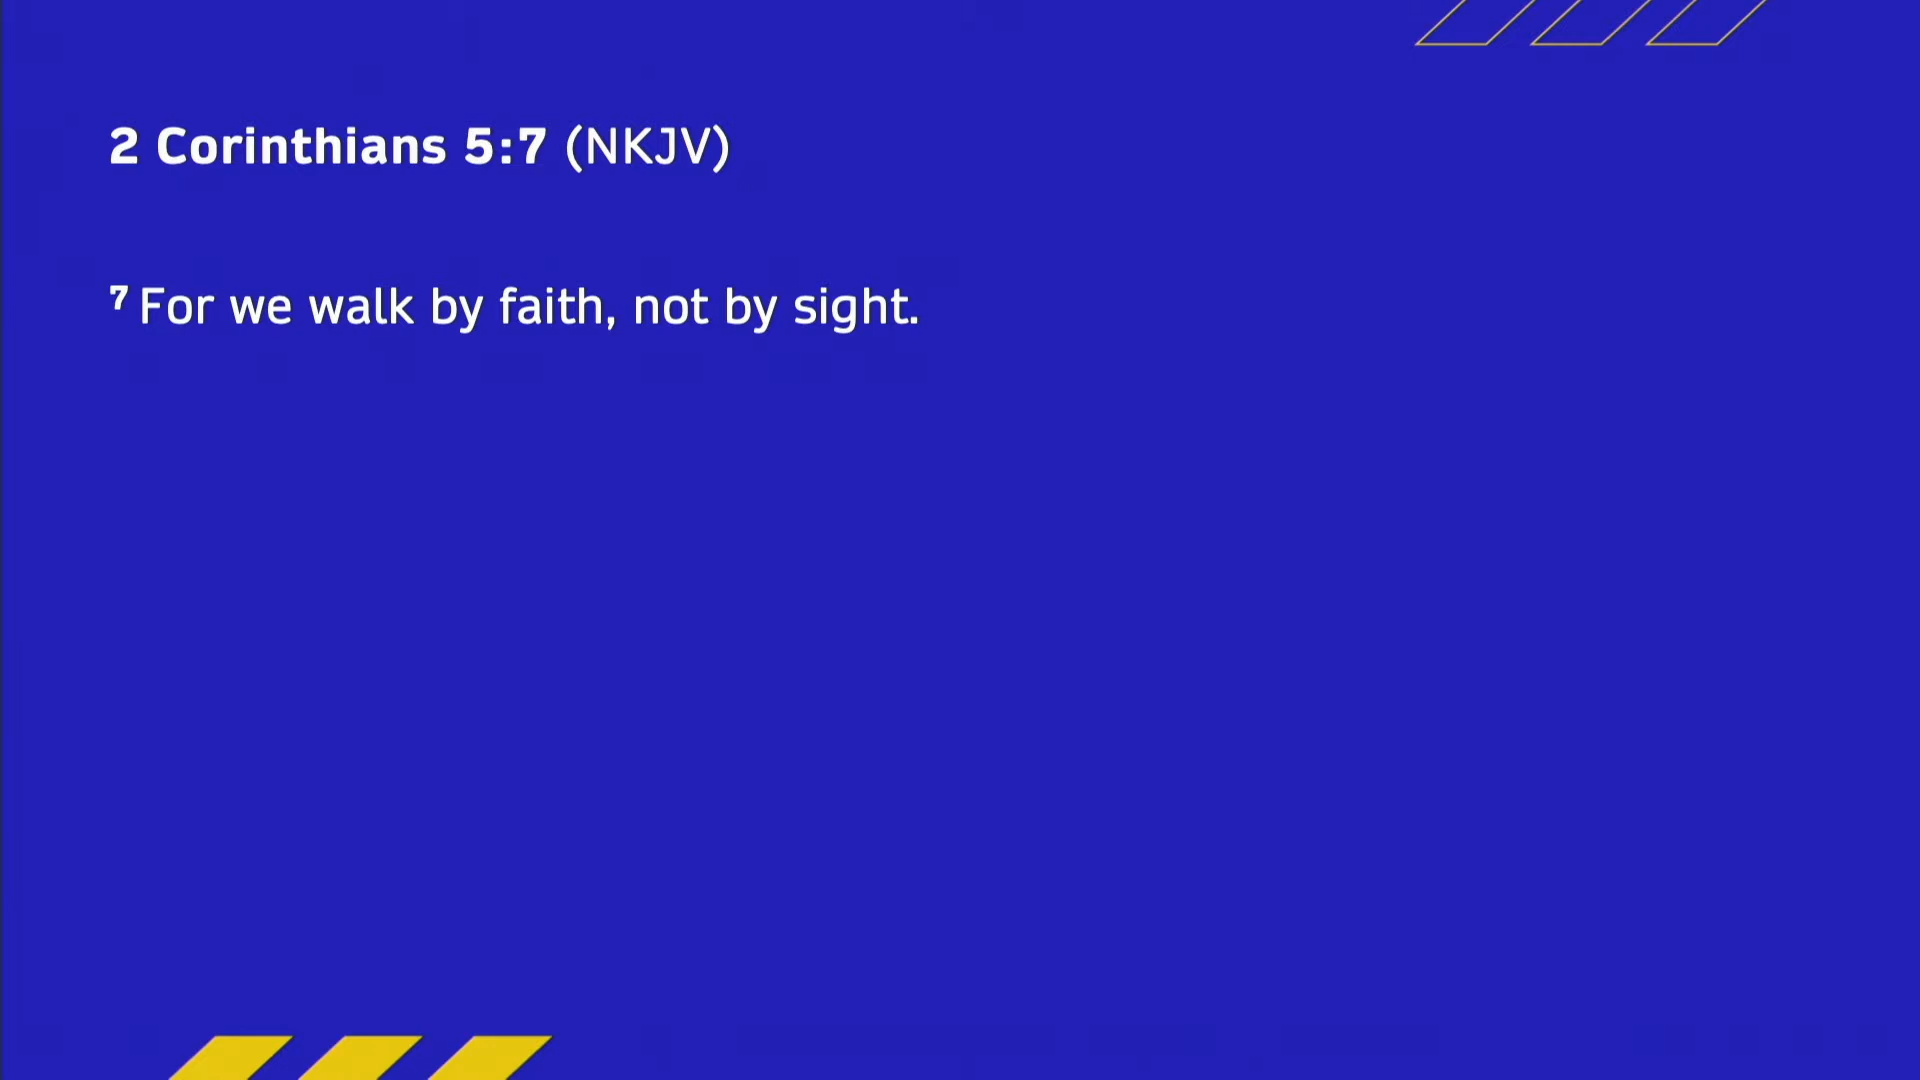 2 Corinthians 5:7 (NKJV)
⁷ For we walk by faith, not by sight.